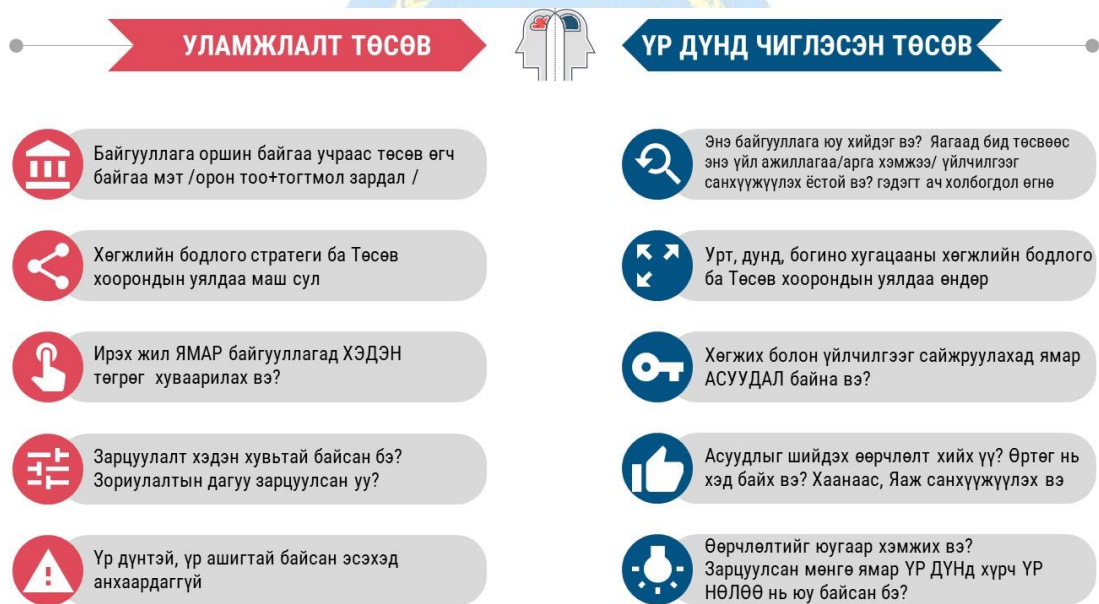 УЛАМЖЛАЛТ ТӨСӨВ
Байгууллага оршин байгаа учраас төсөв өгч
байгаа мэт /орон тоо+тогтмол зардал /
Хөгжлийн бодлого стратеги ба Төсөв
хоорондын уялдаа маш сул
Ирэх жил ЯМАР байгууллагад ХЭДЭН
төгрөг хуваарилах вэ?
Зарцуулалт хэдэн хувьтай байсан бэ?
Зориулалтын дагуу зарцуулсан уу?
Үр дүнтэй, үр ашигтай байсан эсэхэд
анхаардаггүй
ҮР ДҮНД ЧИГЛЭСЭН ТӨСӨВ
Энэ байгууллага юу хийдэг вэ? Яагаад бид төсвөөс
энэ үйл ажиллагаа/арга хэмжээ/ үйлчилгээг
санхүүжүүлэх ёстой вэ? гэдэгт ач холбогдол өгнө
Урт, дунд, богино хугацааны хөгжлийн бодлого
ба Төсөв хоорондын уялдаа өндөр
Хөгжих болон үйлчилгээг сайжруулахад ямар
АСУУДАЛ байна вэ?
Асуудлыг шийдэх өөрчлөлт хийх үү? Өртөг нь
хэд байх вэ? Хаанаас, Яаж санхүүжүүлэх вэ
Өөрчлөлтийг юугаар хэмжих вэ?
Зарцуулсан мөнгө ямар ҮР ДҮНд хүрч ҮР
НӨЛӨӨ нь юу байсан бэ?